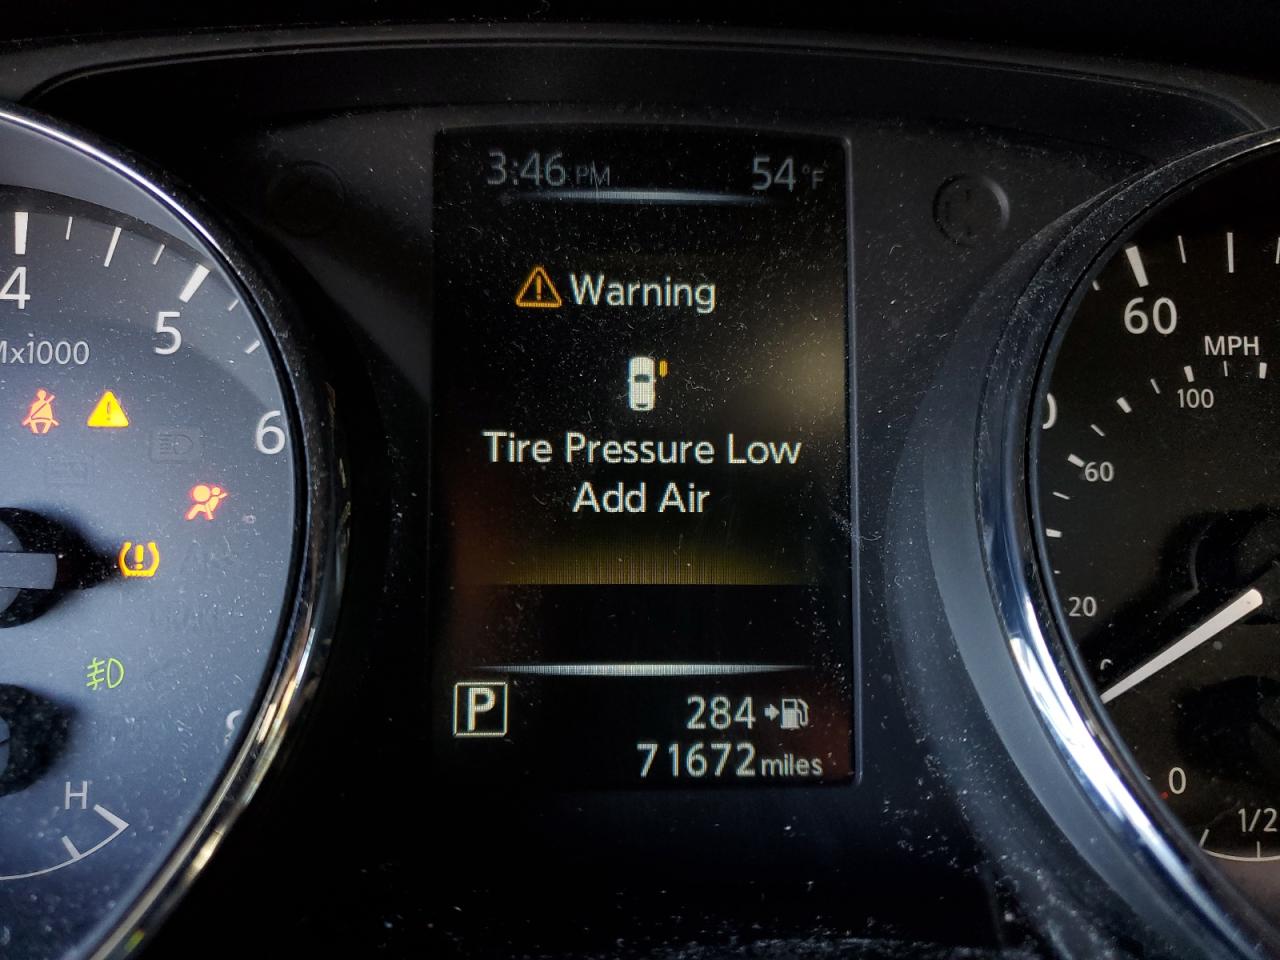 3:46 PM 54°F
Warning
Tire Pressure Low
Add Air
P
284
71672 miles
4
5
6
x1000
H
60
MPH
100
60
20
0
1/2